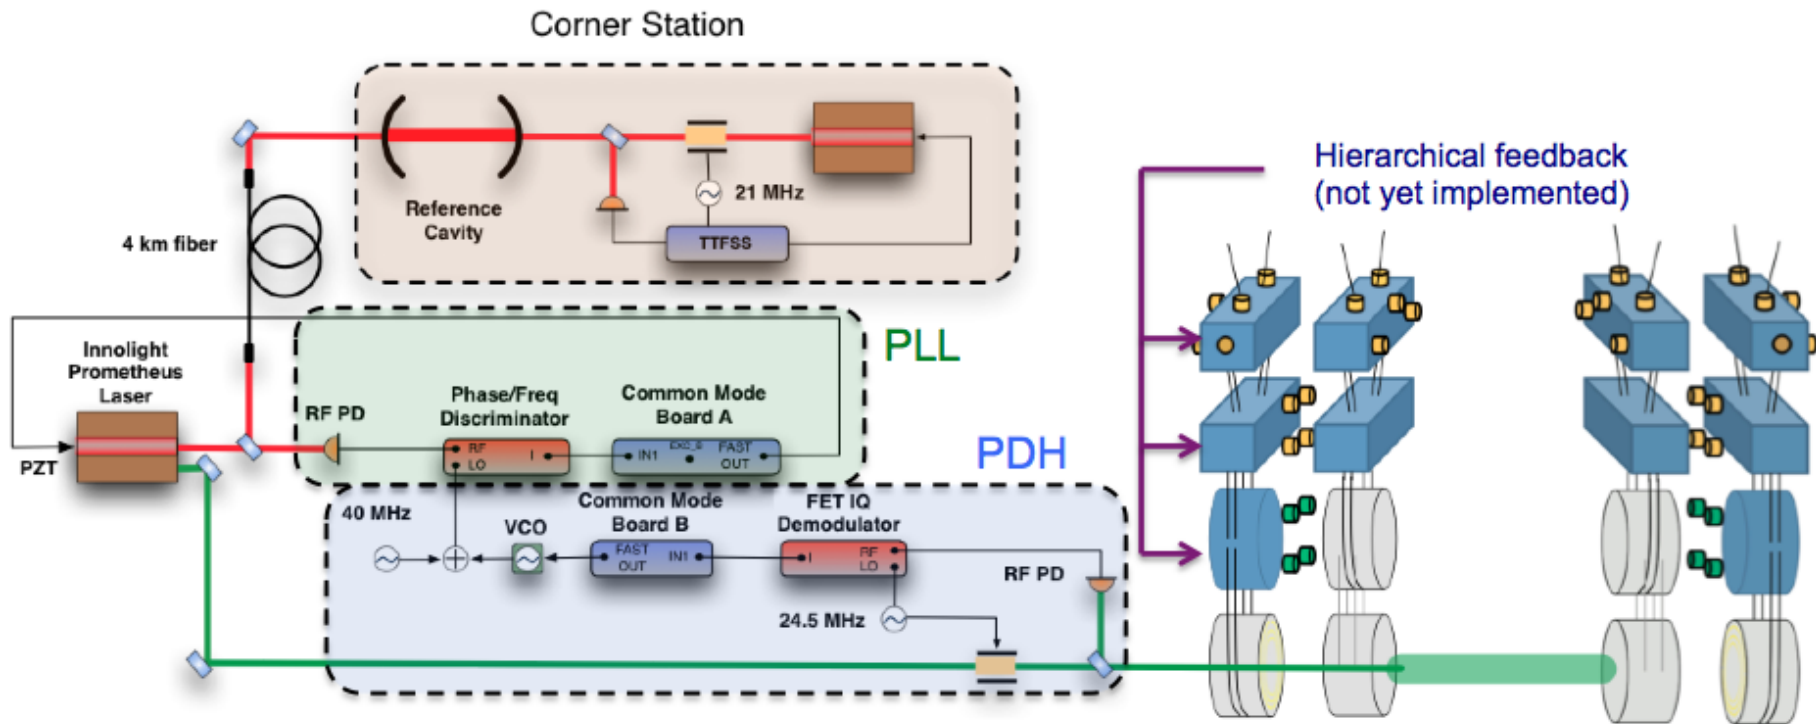 Corner Station
Reference
Cavity
21 MHz
TTFSS
4 km fiber
Hierarchical feedback
(not yet implemented)
PLL
Innolight
Prometheus
Laser
PZT
RF PD
Phase/Freq
Discriminator
RF
LO
I
Common Mode
Board A
IN1
EXC_B
FAST
OUT
PDH
40 MHz
VCO
Common Mode
Board B
FAST
OUT
IN1
FET IQ
Demodulator
I
RF
LO
24.5 MHz
RF PD